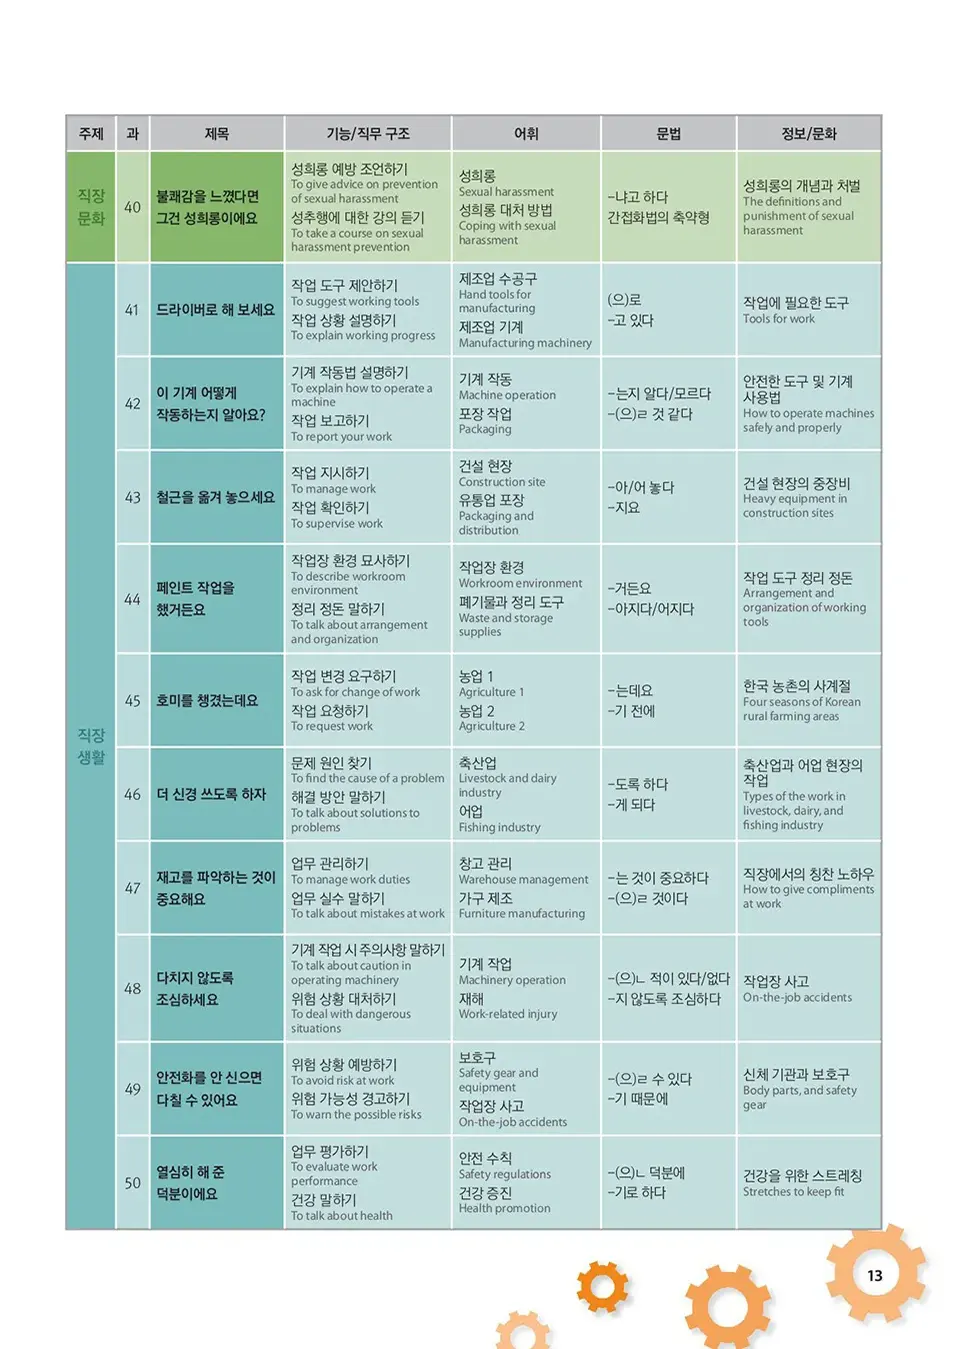 주제 과 제목 기능/직무 구조 어휘 문법 정보/문화
직장
문화
40
불쾌감을 느꼈다면
그건 성희롱이에요
성희롱 예방 조언하기
To give advice on prevention
of sexual harassment
성추행에 대한 강의 듣기
To take a course on sexual
harassment prevention
성희롱
Sexual harassment
성희롱 대처 방법
Coping with sexual
harassment
-냐고 하다
간접화법의 축약형
성희롱의 개념과 처벌
The definitions and
punishment of sexual
harassment
직장
생활
41
드라이버로 해 보세요
작업 도구 제안하기
To suggest working tools
작업 상황 설명하기
To explain working progress
제조업 수공구
Hand tools for
manufacturing
제조업 기계
Manufacturing machinery
(으)로
-고 있다
작업에 필요한 도구
Tools for work
42
이 기계 어떻게
작동하는지 알아요?
기계 작동법 설명하기
To explain how to operate a
machine
작업 보고하기
To report your work
기계 작동
Machine operation
포장 작업
Packaging
-는지 알다/모르다
-(으)ㄹ 것 같다
안전한 도구 및 기계
사용법
How to operate machines
safely and properly
43
철근을 옮겨 놓으세요
작업 지시하기
To manage work
작업 확인하기
To supervise work
건설 현장
Construction site
유통업 포장
Packaging and
distribution
-아/어 놓다
-지요
건설 현장의 중장비
Heavy equipment in
construction sites
44
페인트 작업을
했거든요
작업장 환경 묘사하기
To describe workroom
environment
정리 정돈 말하기
To talk about arrangement
and organization
작업장 환경
Workroom environment
폐기물과 정리 도구
Waste and storage
supplies
-거든요
-아지다/어지다
작업 도구 정리 정돈
Arrangement and
organization of working
tools
45
호미를 챙겼는데요
작업 변경 요구하기
To ask for change of work
작업 요청하기
To request work
농업 1
Agriculture 1
농업 2
Agriculture 2
-는데요
-기 전에
한국 농촌의 사계절
Four seasons of Korean
rural farming areas
46
더 신경 쓰도록 하자
문제 원인 찾기
To find the cause of a problem
해결 방안 말하기
To talk about solutions to
problems
축산업
Livestock and dairy
industry
어업
Fishing industry
-도록 하다
-게 되다
축산업과 어업 현장의
작업
Types of the work in
livestock, dairy, and
fishing industry
47
재고를 파악하는 것이
중요해요
업무 관리하기
To manage work duties
업무 실수 말하기
To talk about mistakes at work
창고 관리
Warehouse management
가구 제조
Furniture manufacturing
-는 것이 중요하다
-(으)ㄹ 것이다
직장에서의 칭찬 노하우
How to give compliments
at work
48
다치지 않도록
조심하세요
기계 작업 시 주의사항 말하기
To talk about caution in
operating machinery
위험 상황 대처하기
To deal with dangerous
situations
기계 작업
Machinery operation
재해
Work-related injury
-(으)ㄴ 적이 있다/없다
-지 않도록 조심하다
작업장 사고
On-the-job accidents
49
안전화를 안 신으면
다칠 수 있어요
위험 상황 예방하기
To avoid risk at work
위험 가능성 경고하기
To warn the possible risks
보호구
Safety gear and
equipment
작업장 사고
On-the-job accidents
-(으)ㄹ 수 있다
-기 때문에
신체 기관과 보호구
Body parts, and safety
gear
50
열심히 해 준
덕분이에요
업무 평가하기
To evaluate work
performance
건강 말하기
To talk about health
안전 수칙
Safety regulations
건강 증진
Health promotion
-(으)ㄴ 덕분에
-기로 하다
건강을 위한 스트레칭
Stretches to keep fit
13